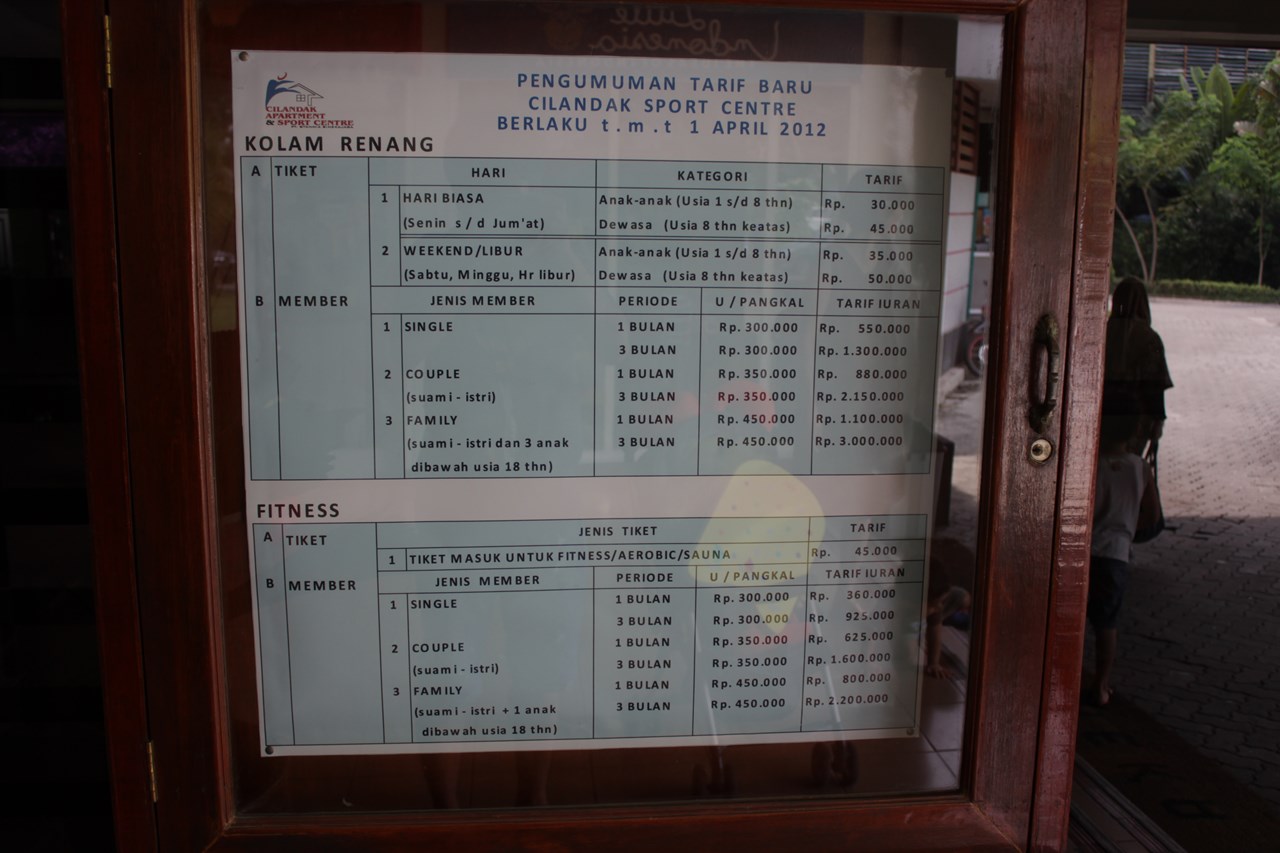 Little
Indonesia
CILANDAK
APARTMENT
& SPORT CENTRE
PENGUMUMAN TARIF BARU
CILANDAK SPORT CENTRE
BERLAKU t.m.t 1 APRIL 2012
KOLAM RENANG
A TIKET HARI KATEGORI TARIF
1 HARI BIASA Anak-anak (Usia 1 s/d 8 thn) Rp. 30.000
(Senin s/d Jum'at) Dewasa (Usia 8 thn keatas) Rp. 45.000
2 WEEKEND/LIBUR Anak-anak (Usia 1 s/d 8 thn) Rp. 35.000
(Sabtu, Minggu, Hr libur) Dewasa (Usia 8 thn keatas) Rp. 50.000
B MEMBER JENIS MEMBER PERIODE U / PANGKAL TARIF IURAN
1 SINGLE 1 BULAN Rp. 300.000 Rp. 550.000
3 BULAN Rp. 300.000 Rp. 1.300.000
2 COUPLE 1 BULAN Rp. 350.000 Rp. 880.000
(suami - istri) 3 BULAN Rp. 350.000 Rp. 2.150.000
3 FAMILY 1 BULAN Rp. 450.000 Rp. 1.100.000
(suami - istri dan 3 anak 3 BULAN Rp. 450.000 Rp. 3.000.000
dibawah usia 18 thn)
FITNESS
A TIKET JENIS TIKET TARIF
1 TIKET MASUK UNTUK FITNESS/AEROBIC/SAUNA Rp. 45.000
B MEMBER JENIS MEMBER PERIODE U / PANGKAL TARIF IURAN
1 SINGLE 1 BULAN Rp. 300.000 Rp. 360.000
3 BULAN Rp. 300.000 Rp. 925.000
2 COUPLE 1 BULAN Rp. 350.000 Rp. 625.000
(suami - istri) 3 BULAN Rp. 350.000 Rp. 1.600.000
3 FAMILY 1 BULAN Rp. 450.000 Rp. 800.000
(suami - istri + 1 anak 3 BULAN Rp. 450.000 Rp. 2.200.000
dibawah usia 18 thn)